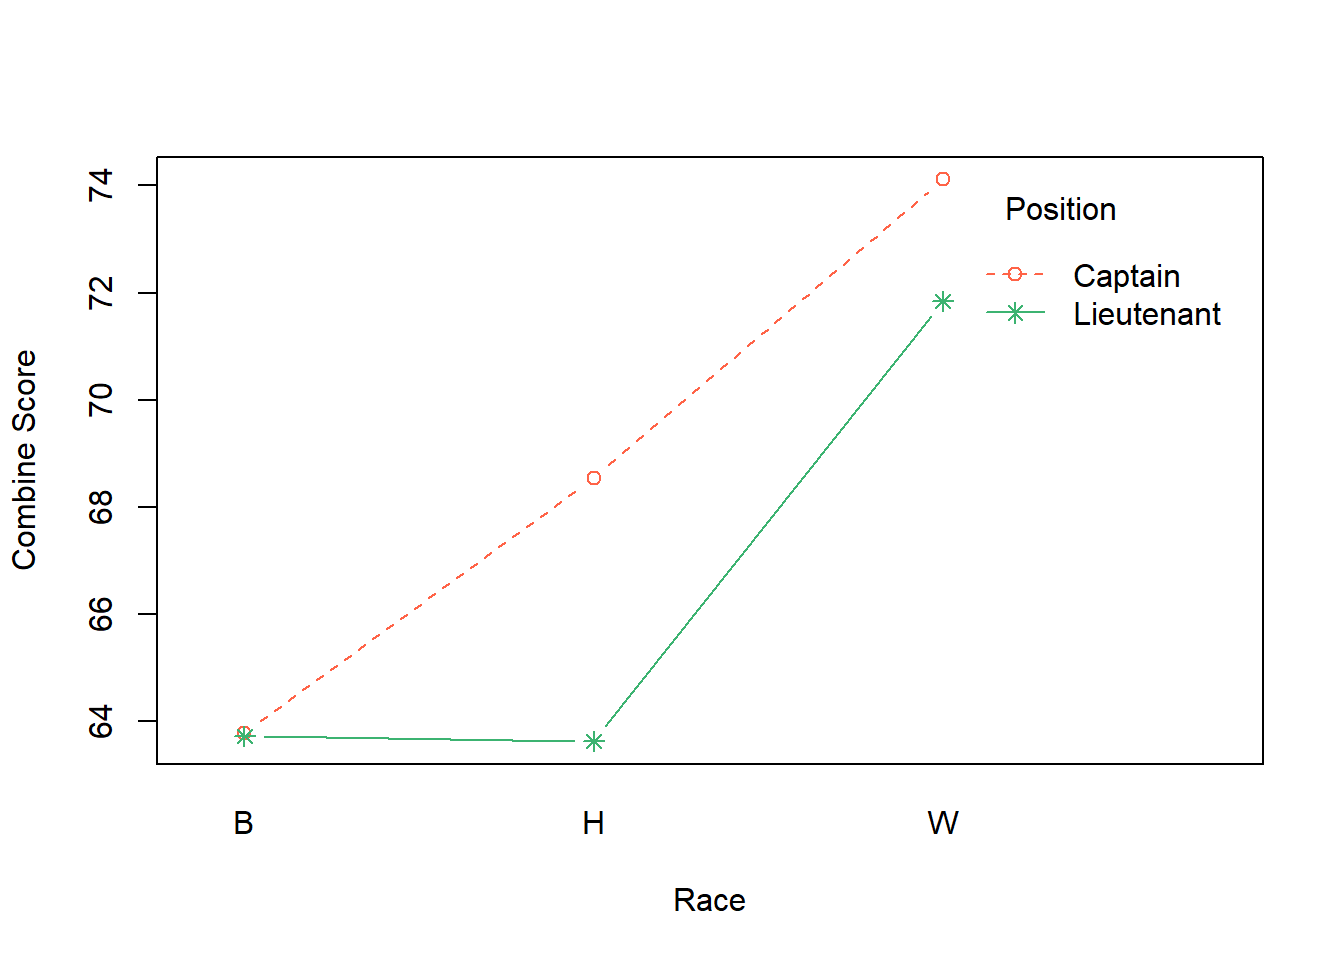 Combine Score
74
72
70
68
66
64
Position
Captain
Lieutenant
B H W
Race